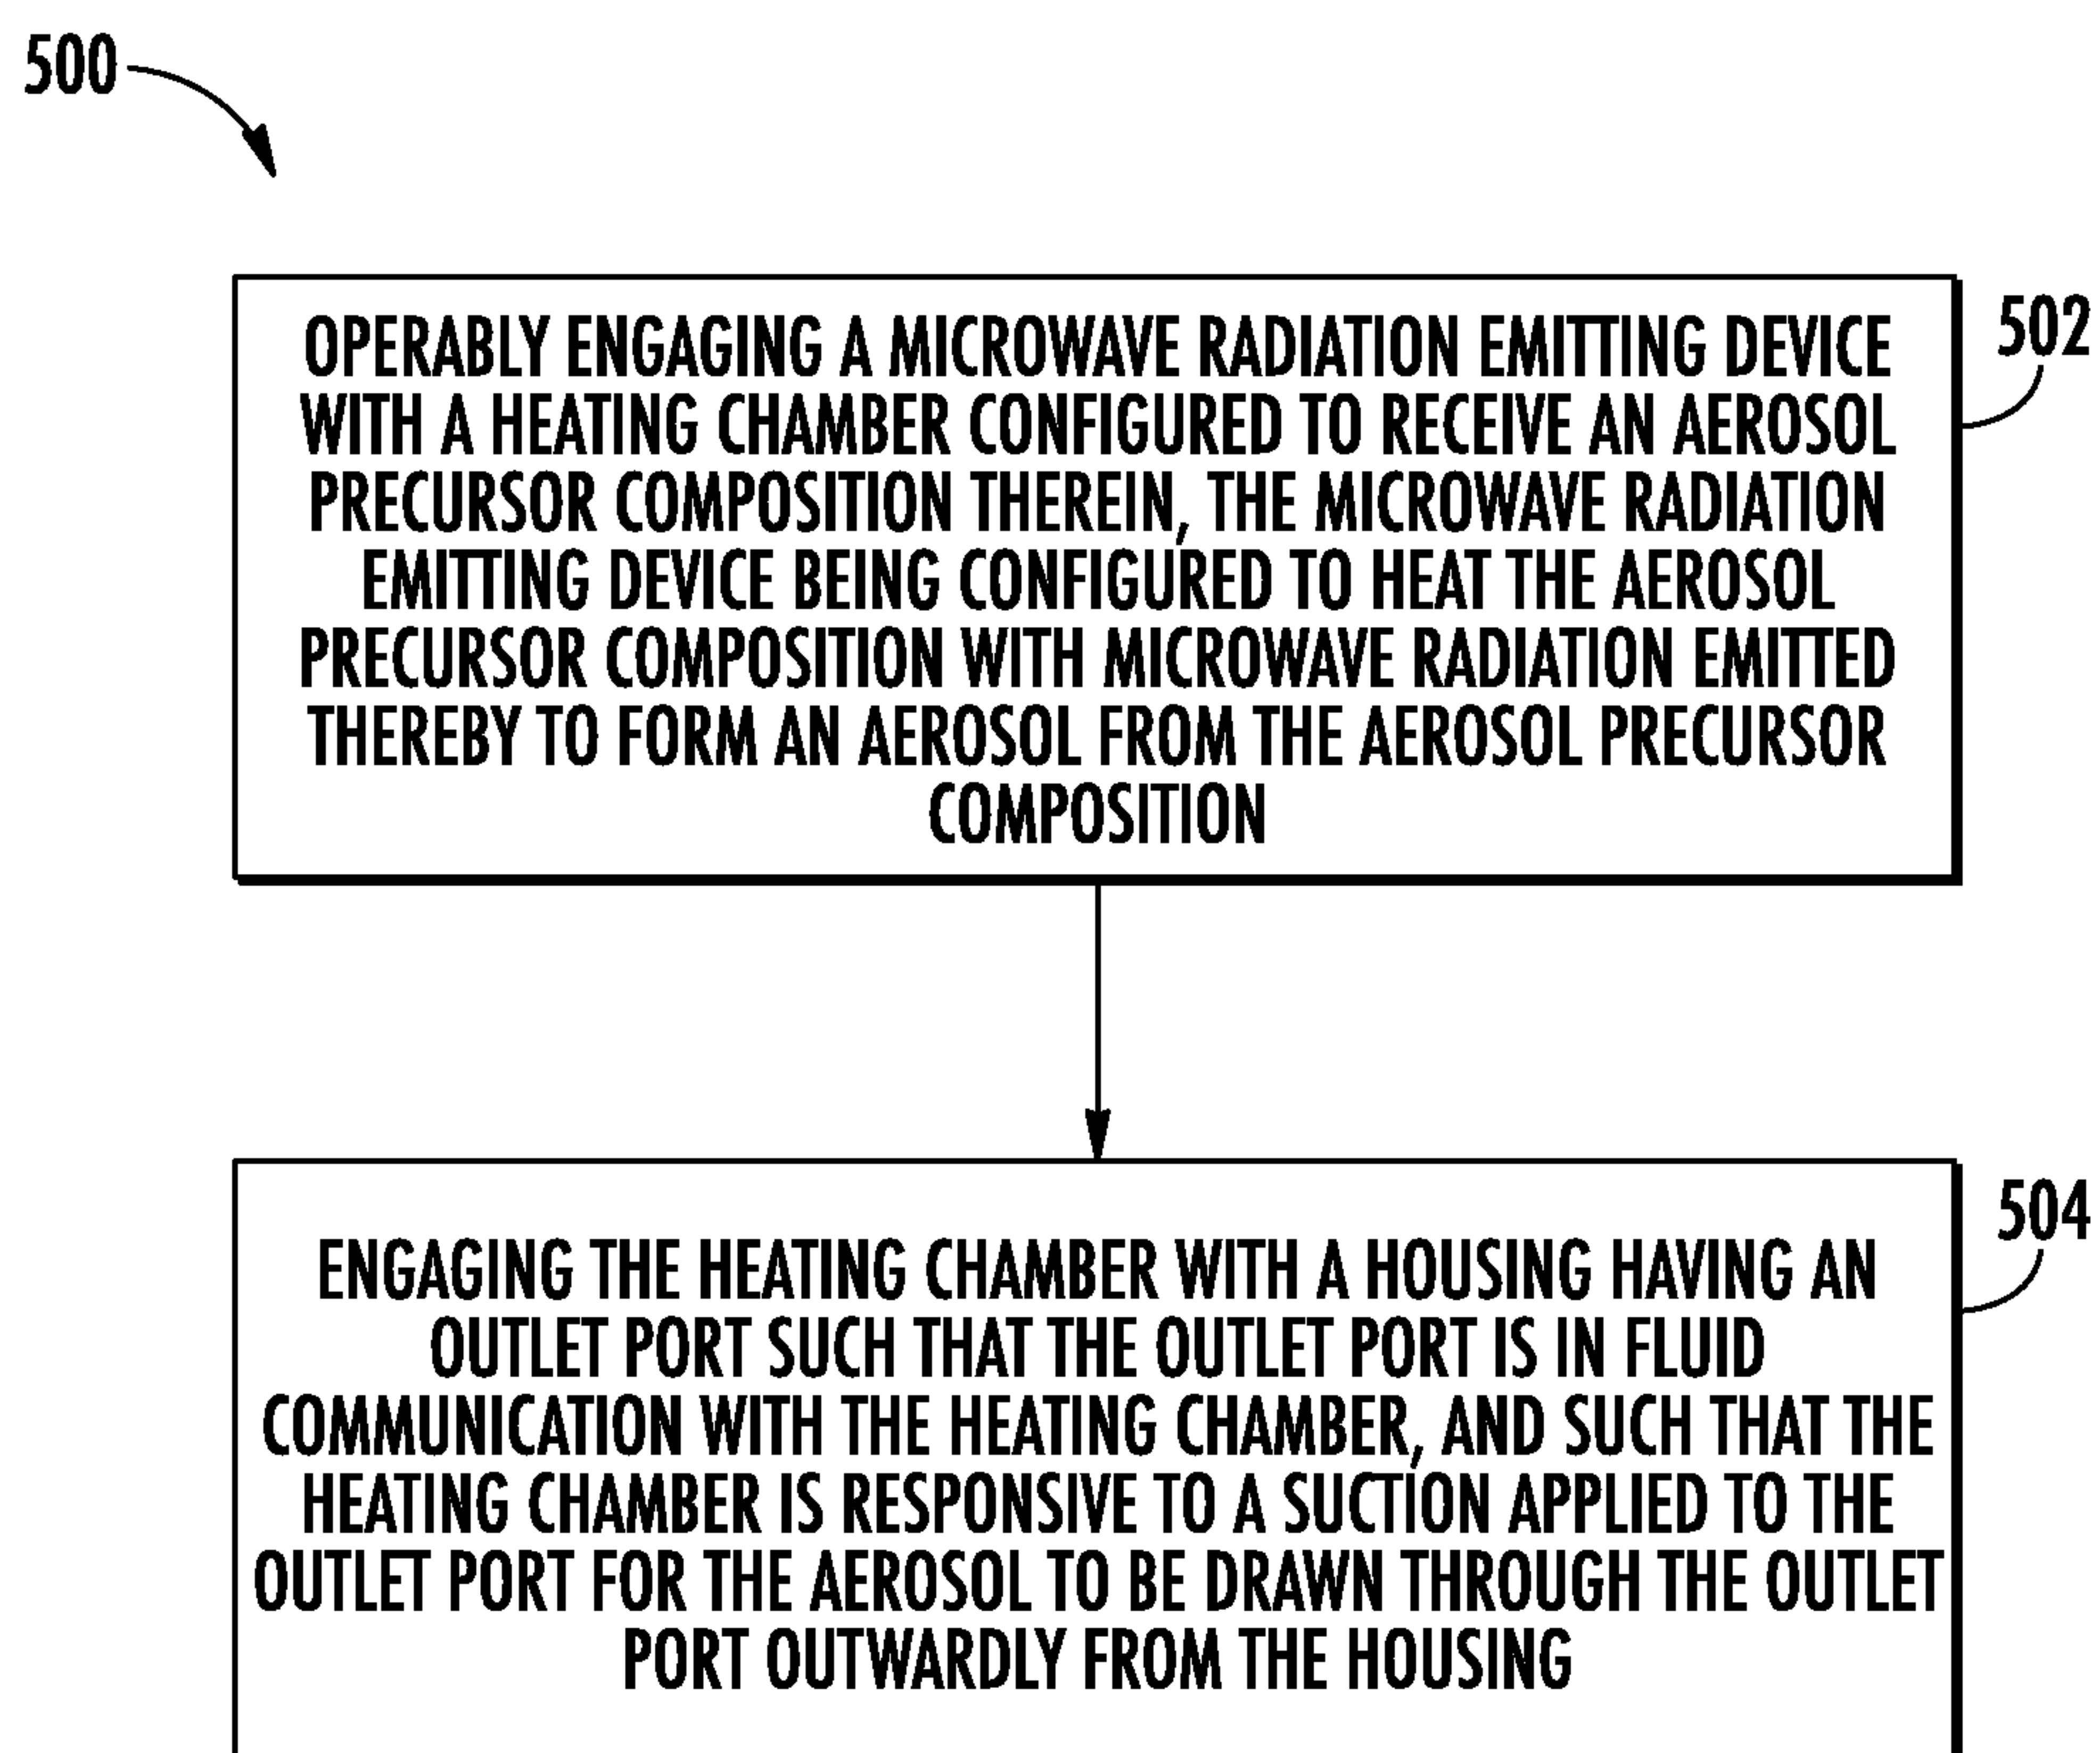 500
OPERABLY ENGAGING A MICROWAVE RADIATION EMITTING DEVICE
WITH A HEATING CHAMBER CONFIGURED TO RECEIVE AN AEROSOL
PRECURSOR COMPOSITION THEREIN, THE MICROWAVE RADIATION
EMITTING DEVICE BEING CONFIGURED TO HEAT THE AEROSOL
PRECURSOR COMPOSITION WITH MICROWAVE RADIATION EMITTED
THEREBY TO FORM AN AEROSOL FROM THE AEROSOL PRECURSOR
COMPOSITION
502
ENGAGING THE HEATING CHAMBER WITH A HOUSING HAVING AN
OUTLET PORT SUCH THAT THE OUTLET PORT IS IN FLUID
COMMUNICATION WITH THE HEATING CHAMBER, AND SUCH THAT THE
HEATING CHAMBER IS RESPONSIVE TO A SUCTION APPLIED TO THE
OUTLET PORT FOR THE AEROSOL TO BE DRAWN THROUGH THE OUTLET
PORT OUTWARDLY FROM THE HOUSING
504